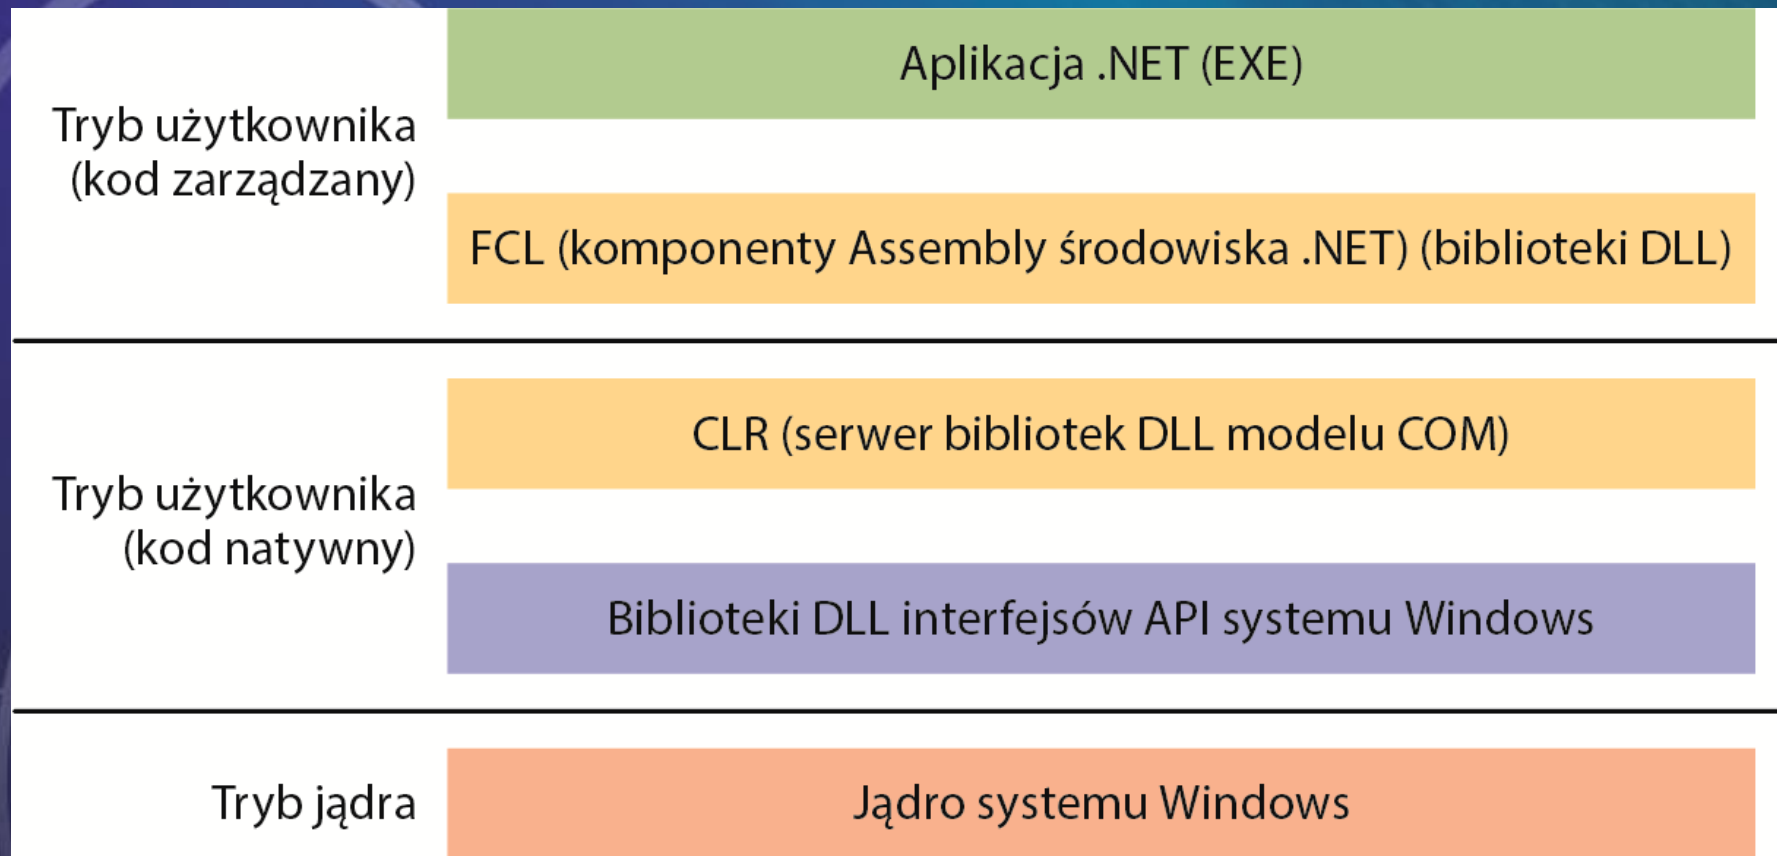 Aplikacja .NET (EXE)
Tryb użytkownika
(kod zarządzany)
FCL (komponenty Assembly środowiska .NET) (biblioteki DLL)
CLR (serwer bibliotek DLL modelu COM)
Tryb użytkownika
(kod natywny)
Biblioteki DLL interfejsów API systemu Windows
Tryb jądra
Jądro systemu Windows